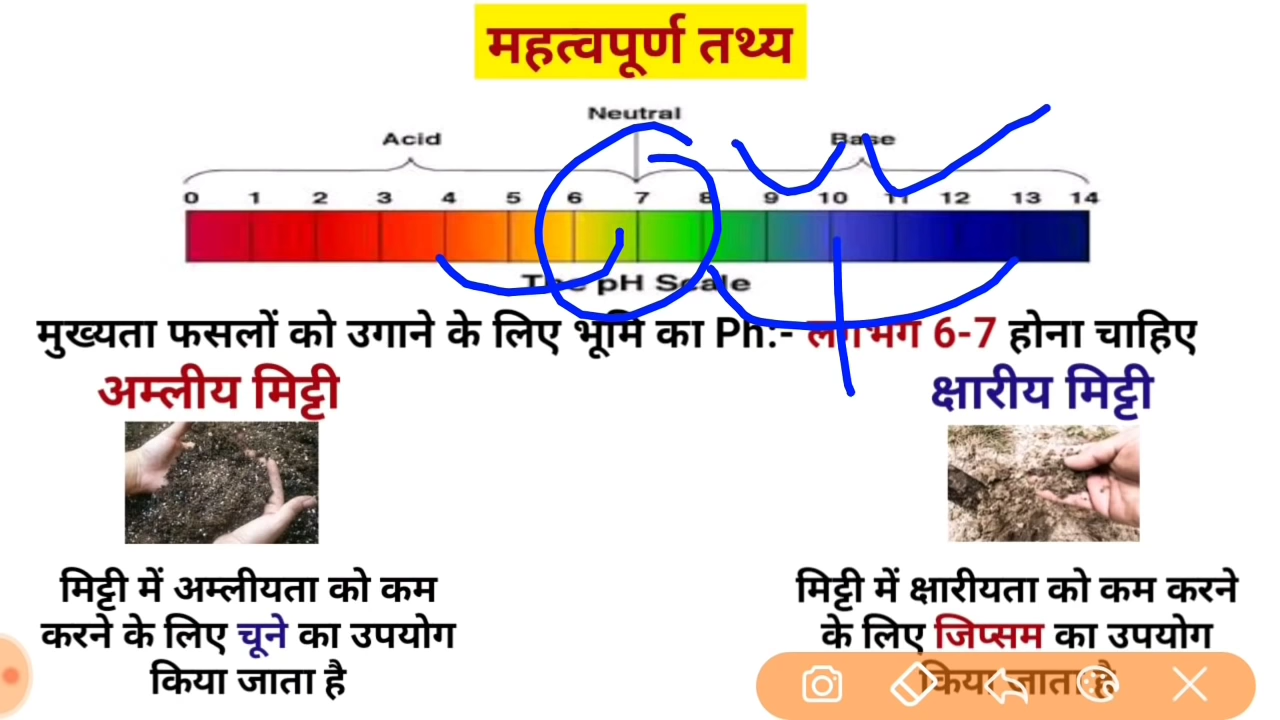 महत्वपूर्ण तथ्य
Neutral
Acid Base
0 1 2 3 4 5 6 7 8 9 10 11 12 13 14
The pH Scale
मुख्यता फसलों को उगाने के लिए भूमि का Ph:- लगभग 6-7 होना चाहिए
अम्लीय मिट्टी
मिट्टी में अम्लीयता को कम
करने के लिए चूने का उपयोग
किया जाता है
क्षारीय मिट्टी
मिट्टी में क्षारीयता को कम करने
के लिए जिप्सम का उपयोग
किया जाता है